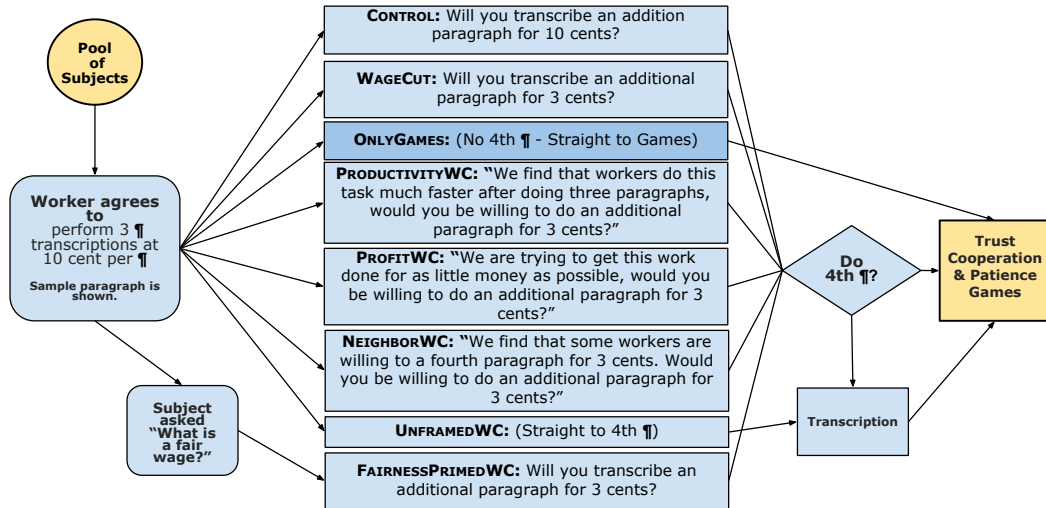 Pool
of
Subjects
Worker agrees
to
perform 3 ¶
transcriptions at
10 cent per ¶
Sample paragraph is
shown.
Subject
asked
“What is
a fair
wage?”
CONTROL: Will you transcribe an addition
paragraph for 10 cents?
WAGECUT: Will you transcribe an additional
paragraph for 3 cents?
ONLYGAMES: (No 4th ¶ - Straight to Games)
PRODUCTIVITYWC: “We find that workers do this
task much faster after doing three paragraphs,
would you be willing to do an additional
paragraph for 3 cents?”
PROFITWC: “We are trying to get this work
done for as little money as possible, would you
be willing to do an additional paragraph for 3
cents?”
NEIGHBORWC: “We find that some workers are
willing to a fourth paragraph for 3 cents. Would
you be willing to do an additional paragraph for
3 cents?”
UNFRAMEDWC: (Straight to 4th ¶)
FAIRNESSPRIMEDWC: Will you transcribe an
additional paragraph for 3 cents?
Do
4th ¶?
Transcription
Trust
Cooperation
& Patience
Games